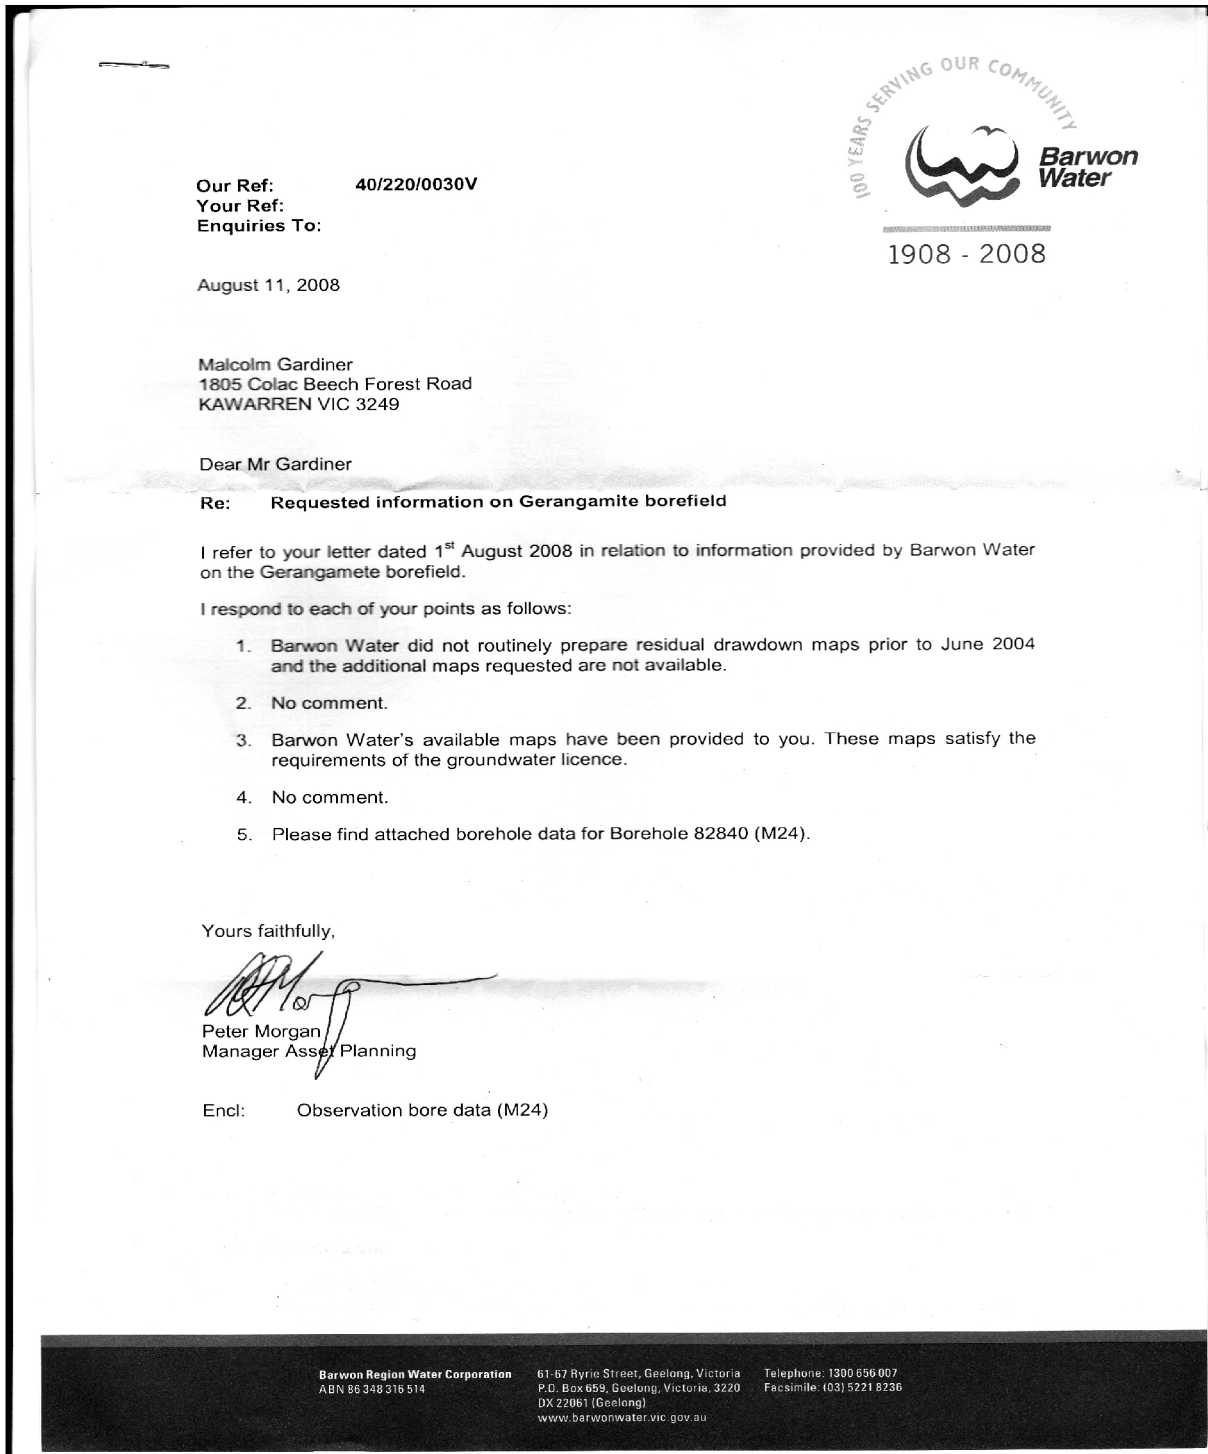 100 YEARS SERVING OUR COMMUNITY
Barwon
Water
1908 - 2008
Our Ref: 40/220/0030V
Your Ref:
Enquiries To:
August 11, 2008
Malcolm Gardiner
1805 Colac Beech Forest Road
KAWARREN VIC 3249
Dear Mr Gardiner
Re: Requested information on Gerangamite borefield
I refer to your letter dated 1st August 2008 in relation to information provided by Barwon Water
on the Gerangamete borefield.
I respond to each of your points as follows:
1. Barwon Water did not routinely prepare residual drawdown maps prior to June 2004
and the additional maps requested are not available.
2. No comment.
3. Barwon Water's available maps have been provided to you. These maps satisfy the
requirements of the groundwater licence.
4. No comment.
5. Please find attached borehole data for Borehole 82840 (M24).
Yours faithfully,
Peter Morgan
Manager Asset Planning
Encl: Observation bore data (M24)
Barwon Region Water Corporation 61-67 Ryrie Street, Geelong, Victoria Telephone: 1300 656 007
ABN 86 348 316 514 P.O. Box 659, Geelong, Victoria, 3220 Facsimile: (03) 5221 8236
DX 22061 (Geelong)
www.barwonwater.vic.gov.au